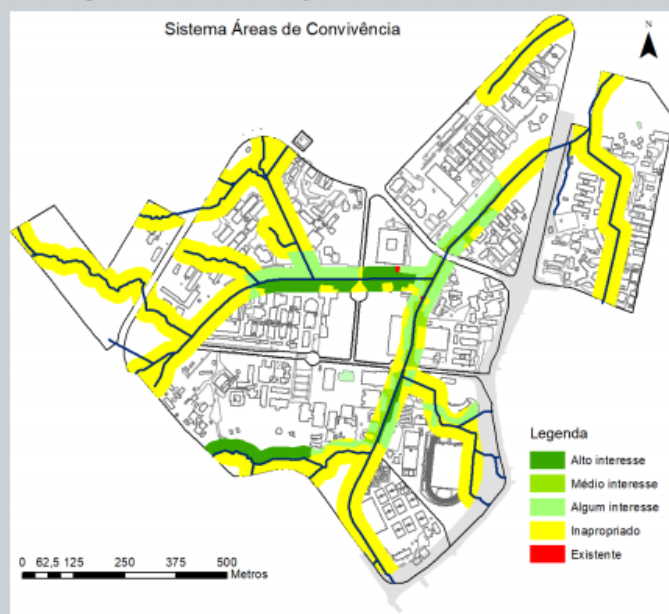 Sistema Áreas de Convivência
N
Legenda
Alto interesse
Médio interesse
Algum interesse
Inapropriado
Existente
0 62,5 125 250 375 500
Metros